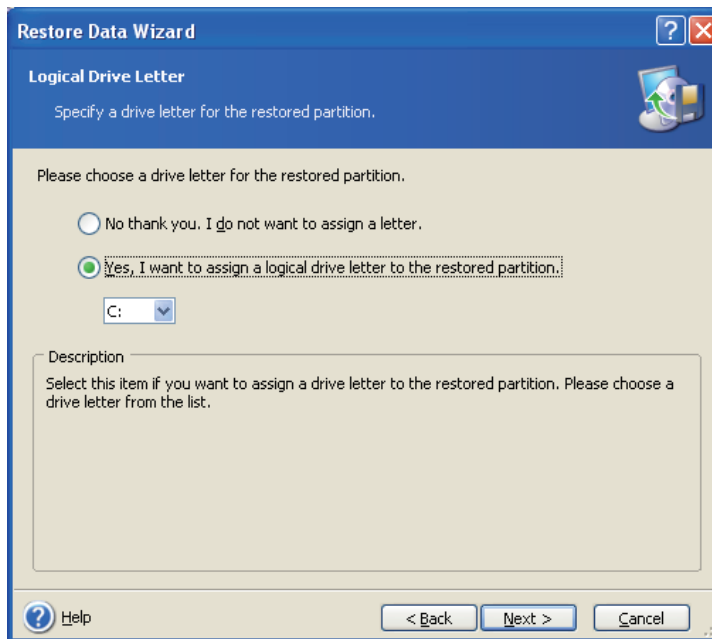 Restore Data Wizard
Logical Drive Letter
Specify a drive letter for the restored partition.
Please choose a drive letter for the restored partition.
No thank you. I do not want to assign a letter.
Yes, I want to assign a logical drive letter to the restored partition.
C:
Description
Select this item if you want to assign a drive letter to the restored partition. Please choose a
drive letter from the list.
Help
< Back
Next >
Cancel